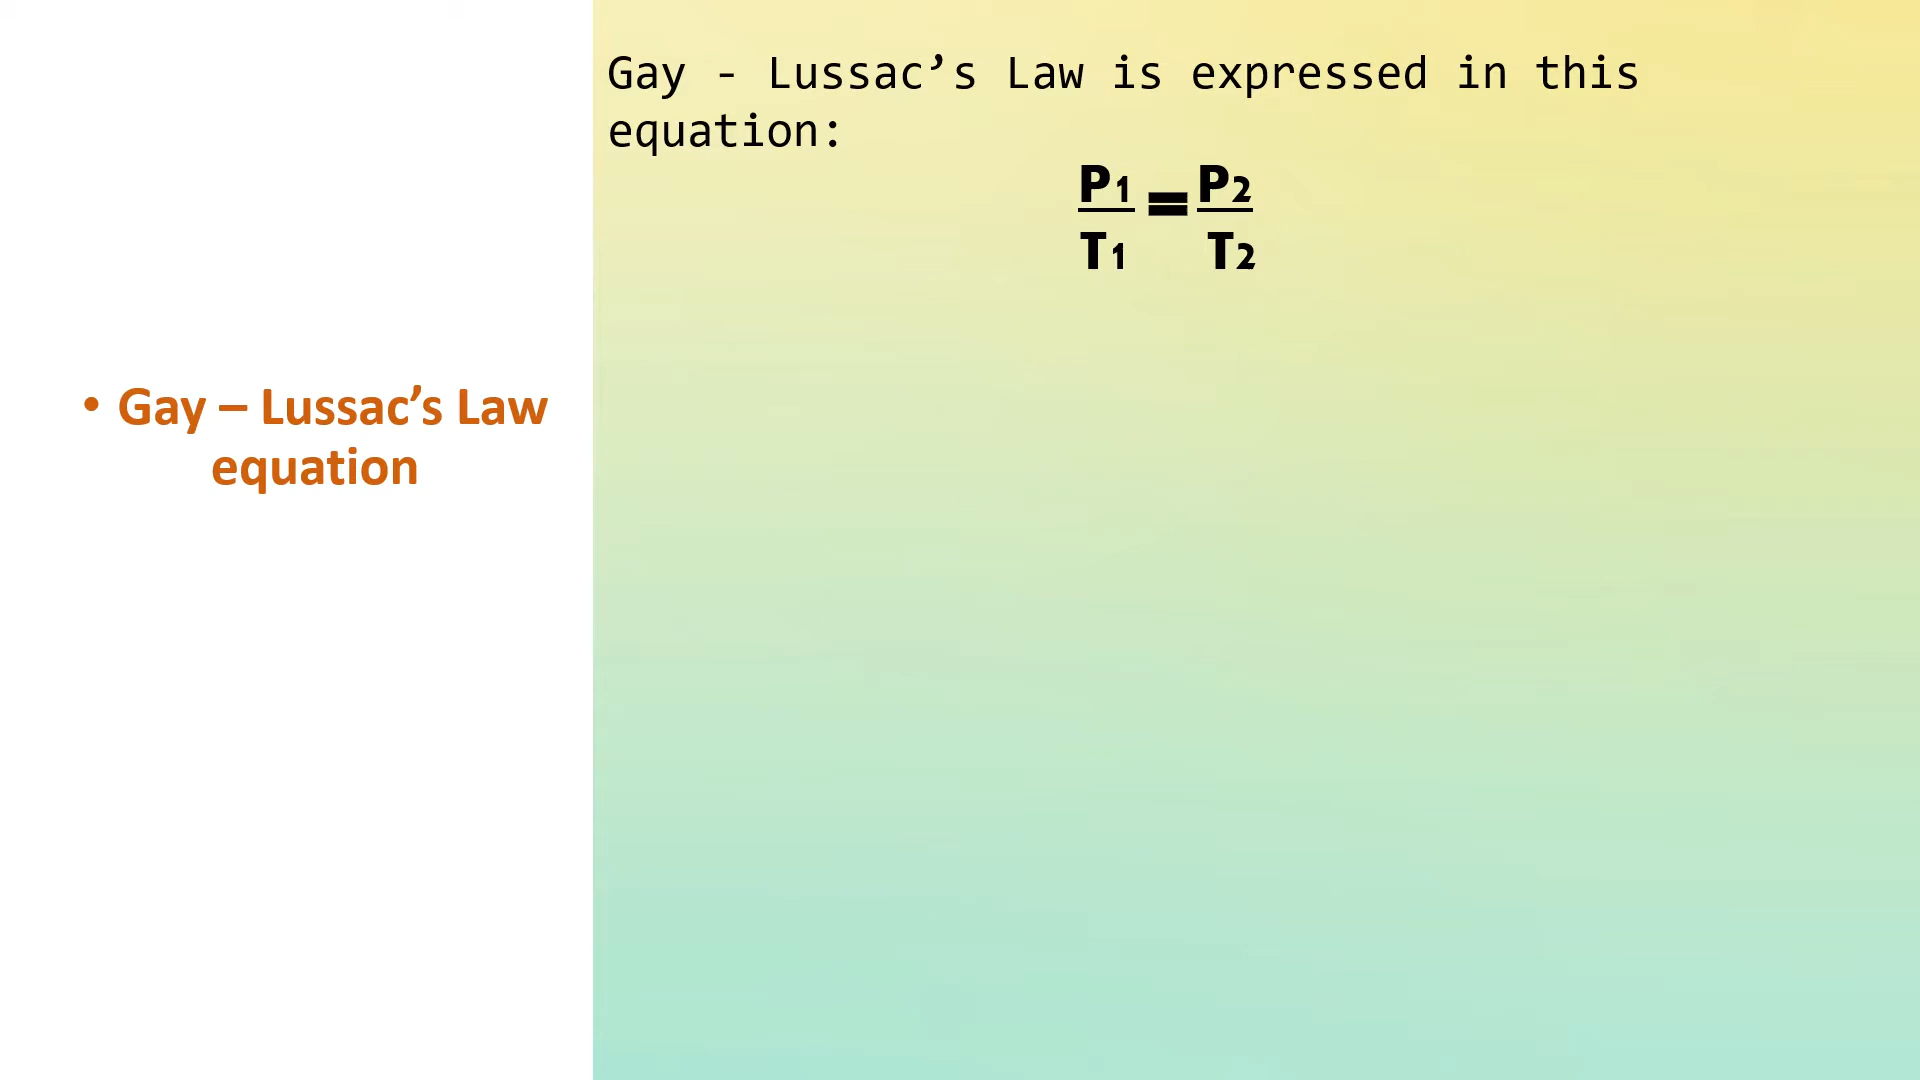 • Gay – Lussac’s Law
equation
Gay - Lussac’s Law is expressed in this
equation:
P1 = P2
T1 T2